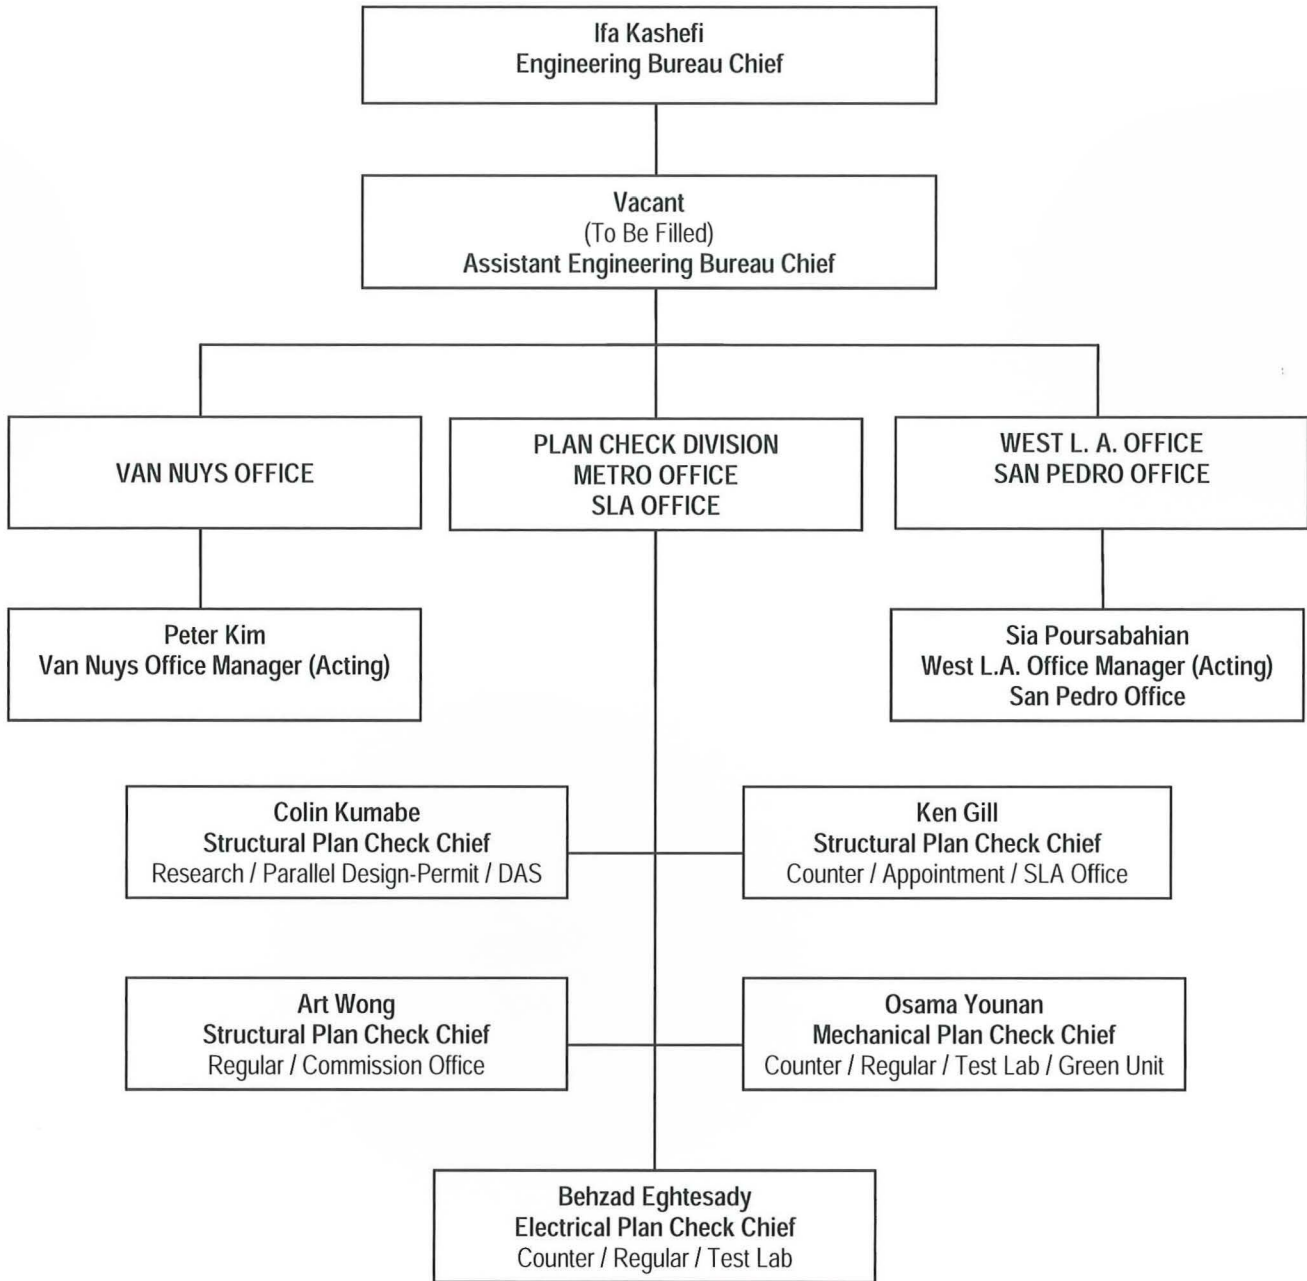 Ifa Kashefi
Engineering Bureau Chief
Vacant
(To Be Filled)
Assistant Engineering Bureau Chief
VAN NUYS OFFICE
PLAN CHECK DIVISION
METRO OFFICE
SLA OFFICE
WEST L. A. OFFICE
SAN PEDRO OFFICE
Peter Kim
Van Nuys Office Manager (Acting)
Sia Poursabahian
West L.A. Office Manager (Acting)
San Pedro Office
Colin Kumabe
Structural Plan Check Chief
Research / Parallel Design-Permit / DAS
Ken Gill
Structural Plan Check Chief
Counter / Appointment / SLA Office
Art Wong
Structural Plan Check Chief
Regular / Commission Office
Osama Younan
Mechanical Plan Check Chief
Counter / Regular / Test Lab / Green Unit
Behzad Eghtesady
Electrical Plan Check Chief
Counter / Regular / Test Lab